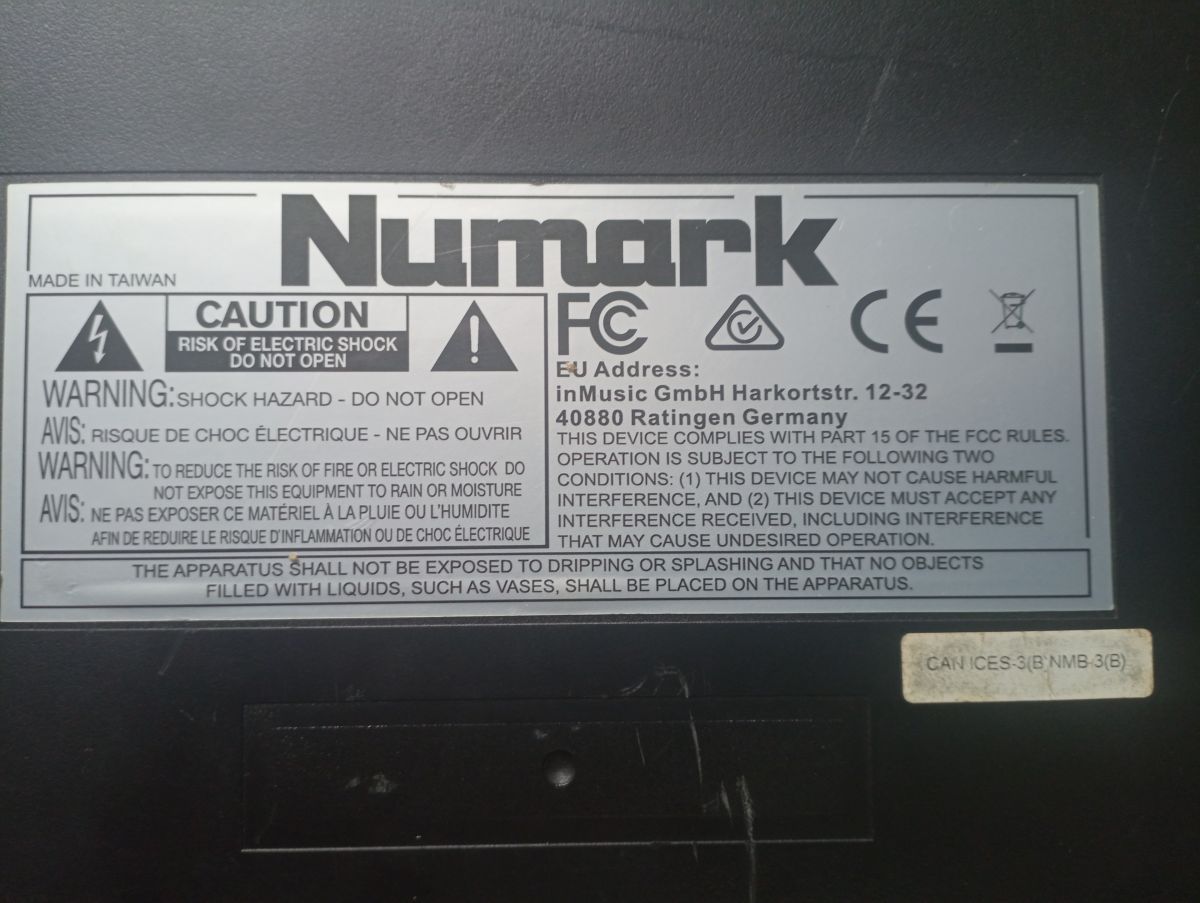 Numark
MADE IN TAIWAN
CAUTION
RISK OF ELECTRIC SHOCK
DO NOT OPEN
WARNING: SHOCK HAZARD - DO NOT OPEN
AVIS: RISQUE DE CHOC ÉLECTRIQUE - NE PAS OUVRIR
WARNING: TO REDUCE THE RISK OF FIRE OR ELECTRIC SHOCK DO
NOT EXPOSE THIS EQUIPMENT TO RAIN OR MOISTURE
AVIS: NE PAS EXPOSER CE MATÉRIEL À LA PLUIE OU L'HUMIDITE
AFIN DE REDUIRE LE RISQUE D'INFLAMMATION OU DE CHOC ÉLECTRIQUE
FC CE
EU Address:
inMusic GmbH Harkortstr. 12-32
40880 Ratingen Germany
THIS DEVICE COMPLIES WITH PART 15 OF THE FCC RULES.
OPERATION IS SUBJECT TO THE FOLLOWING TWO
CONDITIONS: (1) THIS DEVICE MAY NOT CAUSE HARMFUL
INTERFERENCE, AND (2) THIS DEVICE MUST ACCEPT ANY
INTERFERENCE RECEIVED, INCLUDING INTERFERENCE
THAT MAY CAUSE UNDESIRED OPERATION.
THE APPARATUS SHALL NOT BE EXPOSED TO DRIPPING OR SPLASHING AND THAT NO OBJECTS
FILLED WITH LIQUIDS, SUCH AS VASES, SHALL BE PLACED ON THE APPARATUS.
CAN ICES-3(B) NMB-3(B)